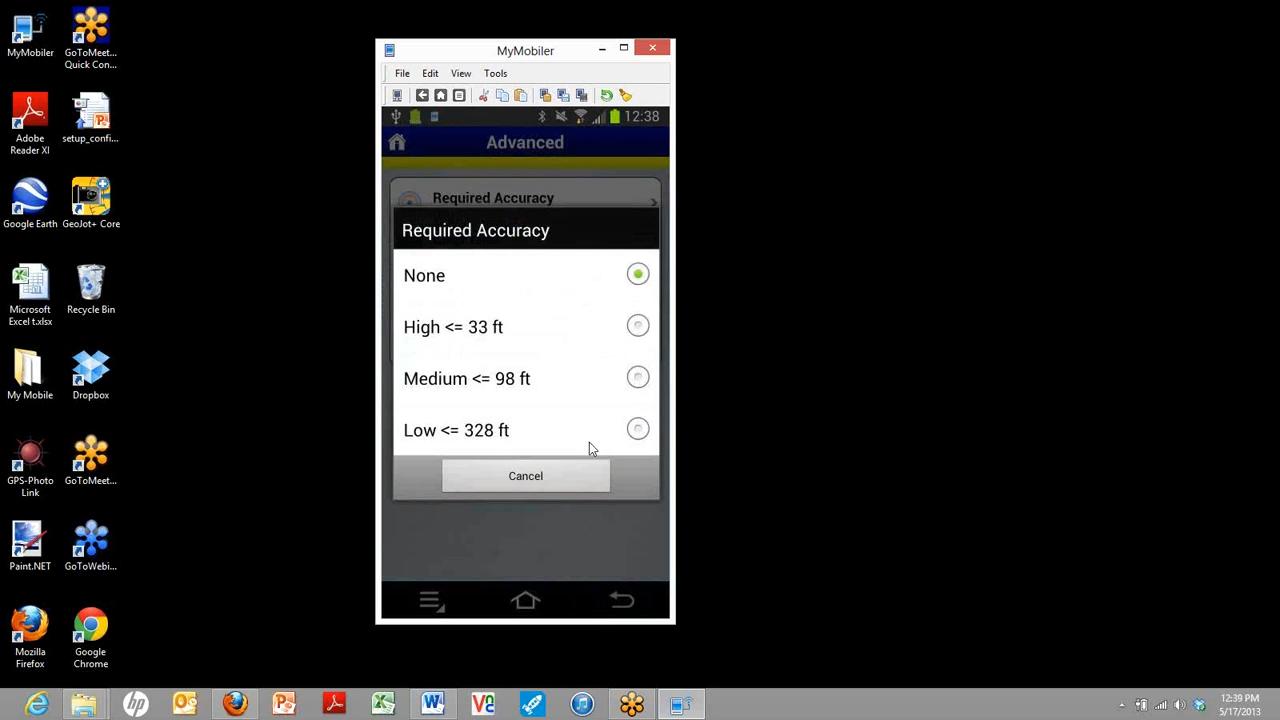 MyMobiler
GoToMeet...
Quick Con...
Adobe
Reader XI
setup_confi...
Google Earth
GeoJot+ Core
Microsoft
Excel t.xlsx
Recycle Bin
My Mobile
Dropbox
GPS-Photo
Link
GoToMeet...
Paint.NET
GoToWebi...
Mozilla
Firefox
Google
Chrome
MyMobiler
File Edit View Tools
12:38
Advanced
Required Accuracy
Required Accuracy
None
High <= 33 ft
Medium <= 98 ft
Low <= 328 ft
Cancel
12:39 PM
5/17/2013